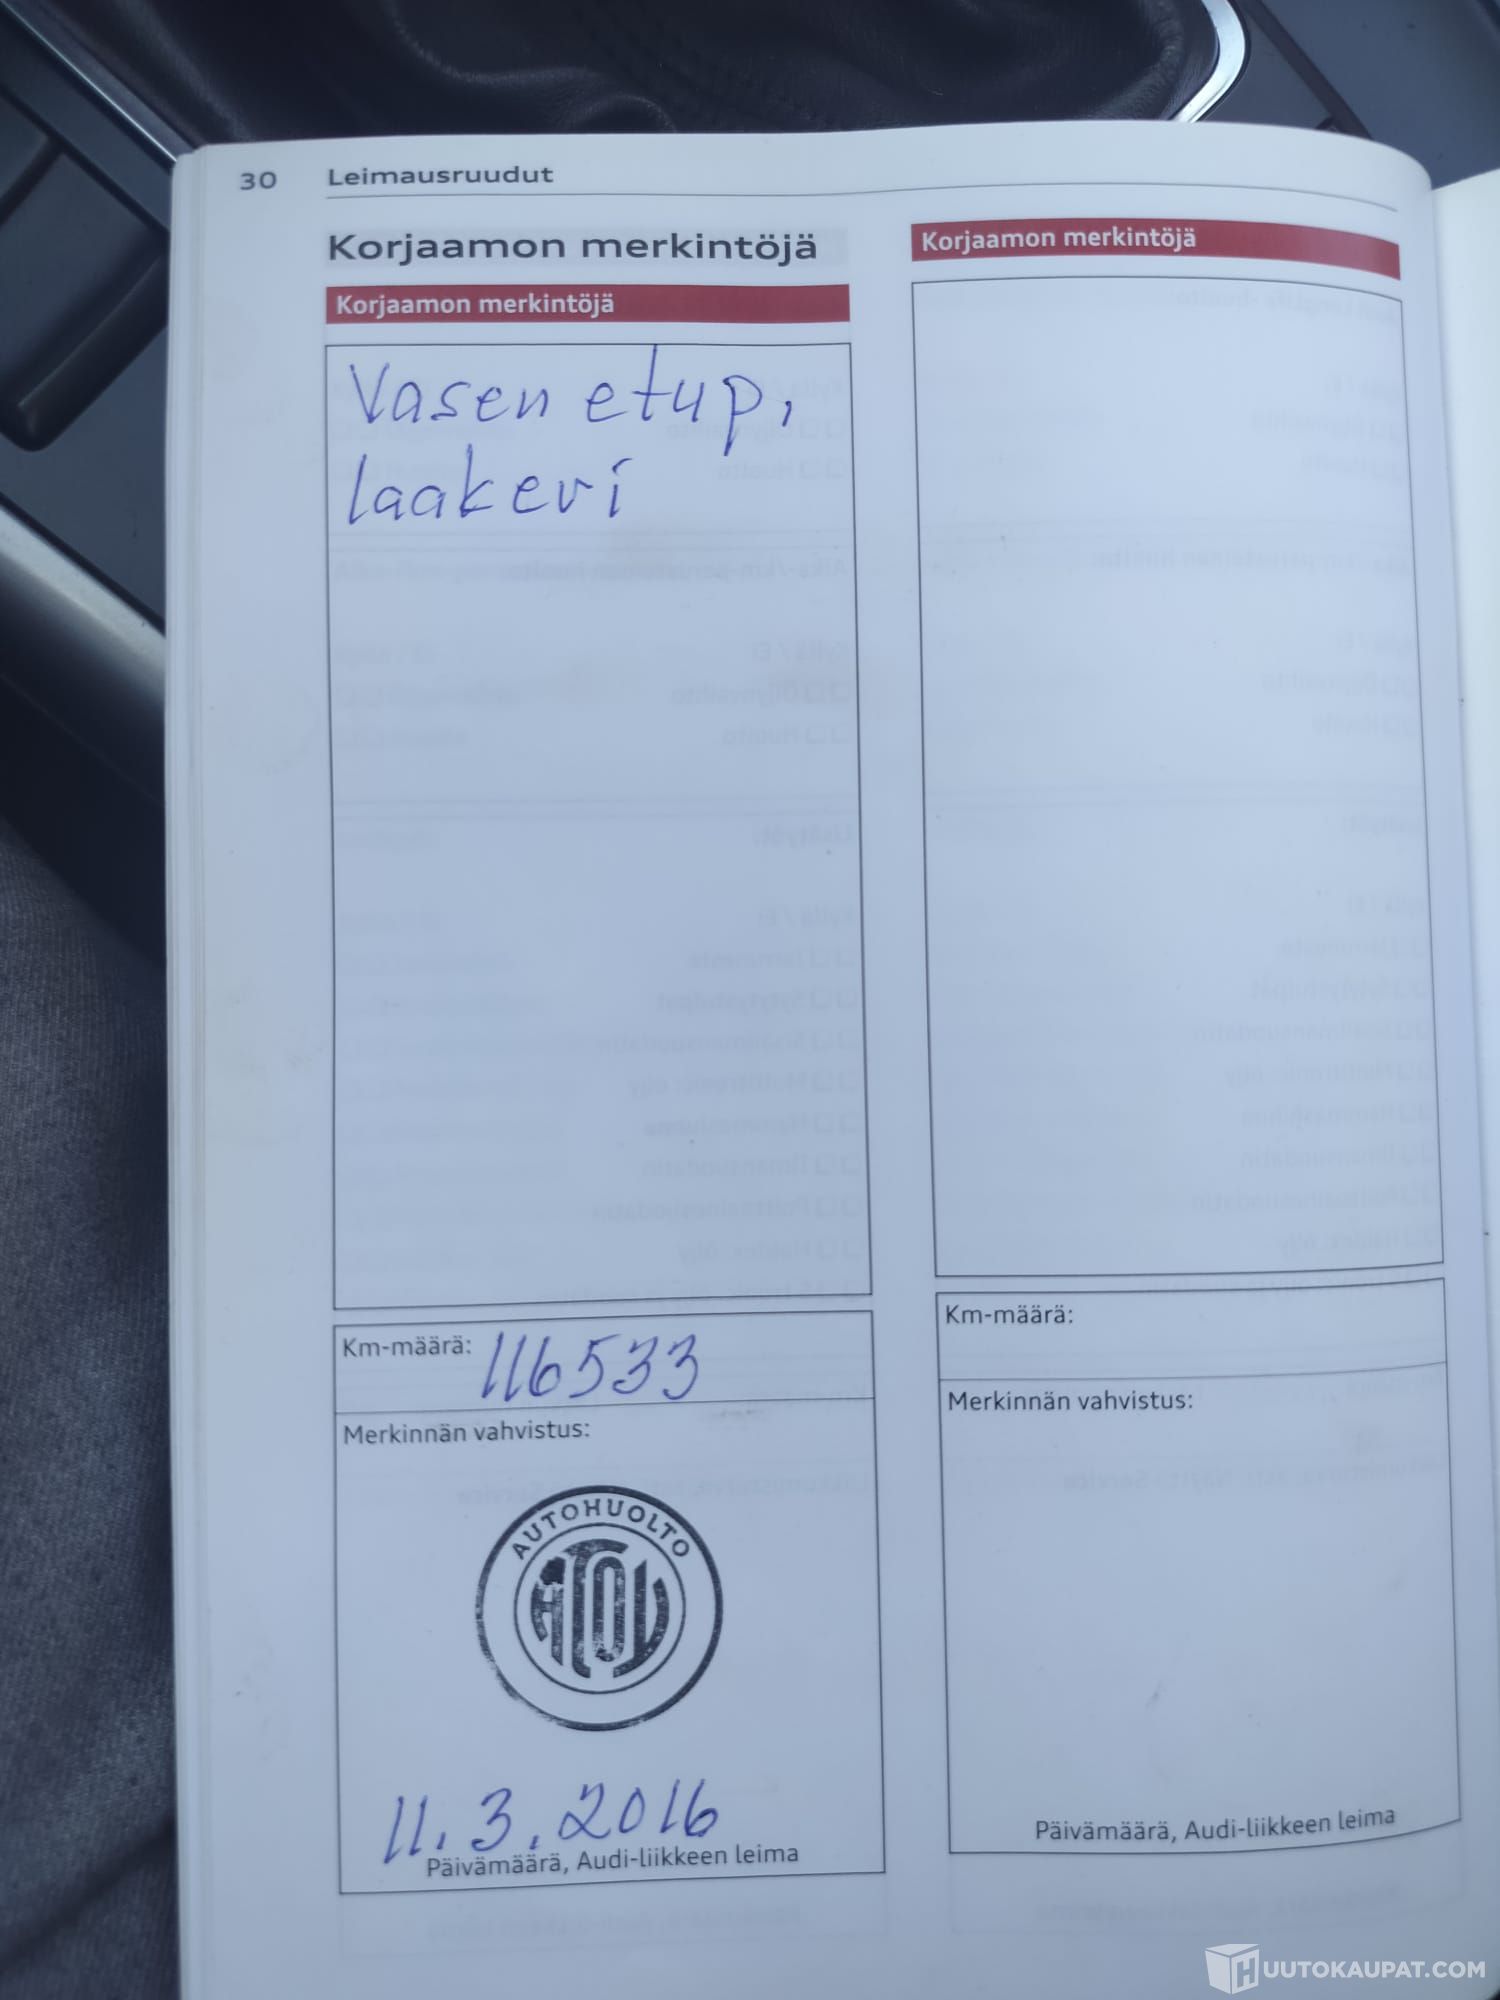 30 Leimausruudut
Korjaamon merkintöjä
Korjaamon merkintöjä
Vasen etup,
laakeri
Km-määrä: 116533
Merkinnän vahvistus:
AUTOHUOLTO
11.3.2016
Päivämäärä, Audi-liikkeen leima
Korjaamon merkintöjä
Km-määrä:
Merkinnän vahvistus:
Päivämäärä, Audi-liikkeen leima
HUUTOKAUPAT.COM